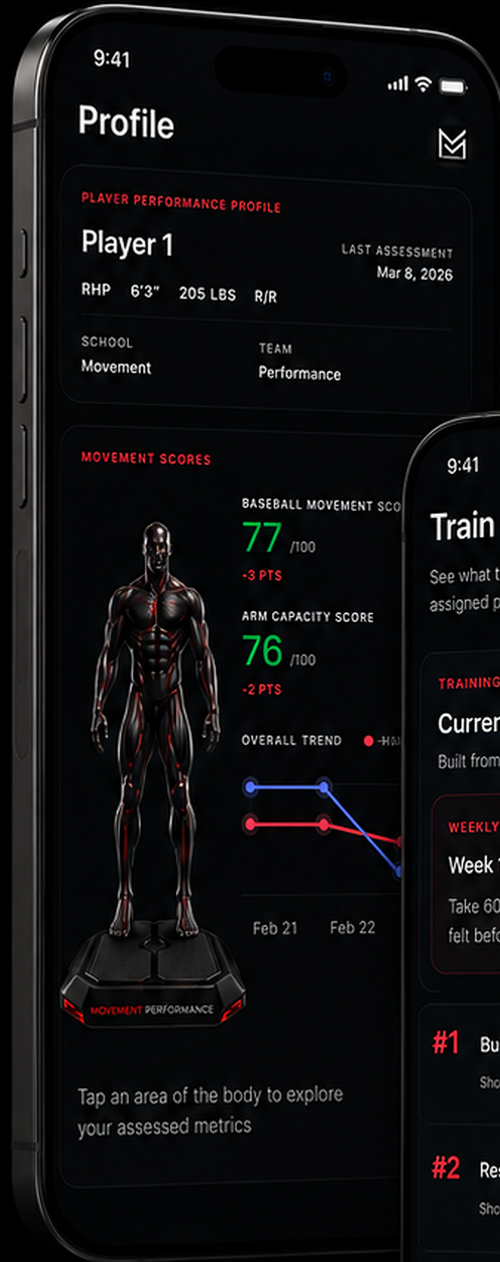 9:41
Profile
PLAYER PERFORMANCE PROFILE
Player 1
LAST ASSESSMENT
Mar 8, 2026
RHP 6'3" 205 LBS R/R
SCHOOL
Movement
TEAM
Performance
MOVEMENT SCORES
BASEBALL MOVEMENT SCO
77 /100
-3 PTS
ARM CAPACITY SCORE
76 /100
-2 PTS
OVERALL TREND
Feb 21 Feb 22
MOVEMENT PERFORMANCE
Tap an area of the body to explore
your assessed metrics
9:41
Train
See what t
assigned p
TRAINING
Curren
Built from
WEEKLY
Week 1
Take 60
felt befo
#1 Bu
Sho
#2 Res
Sho